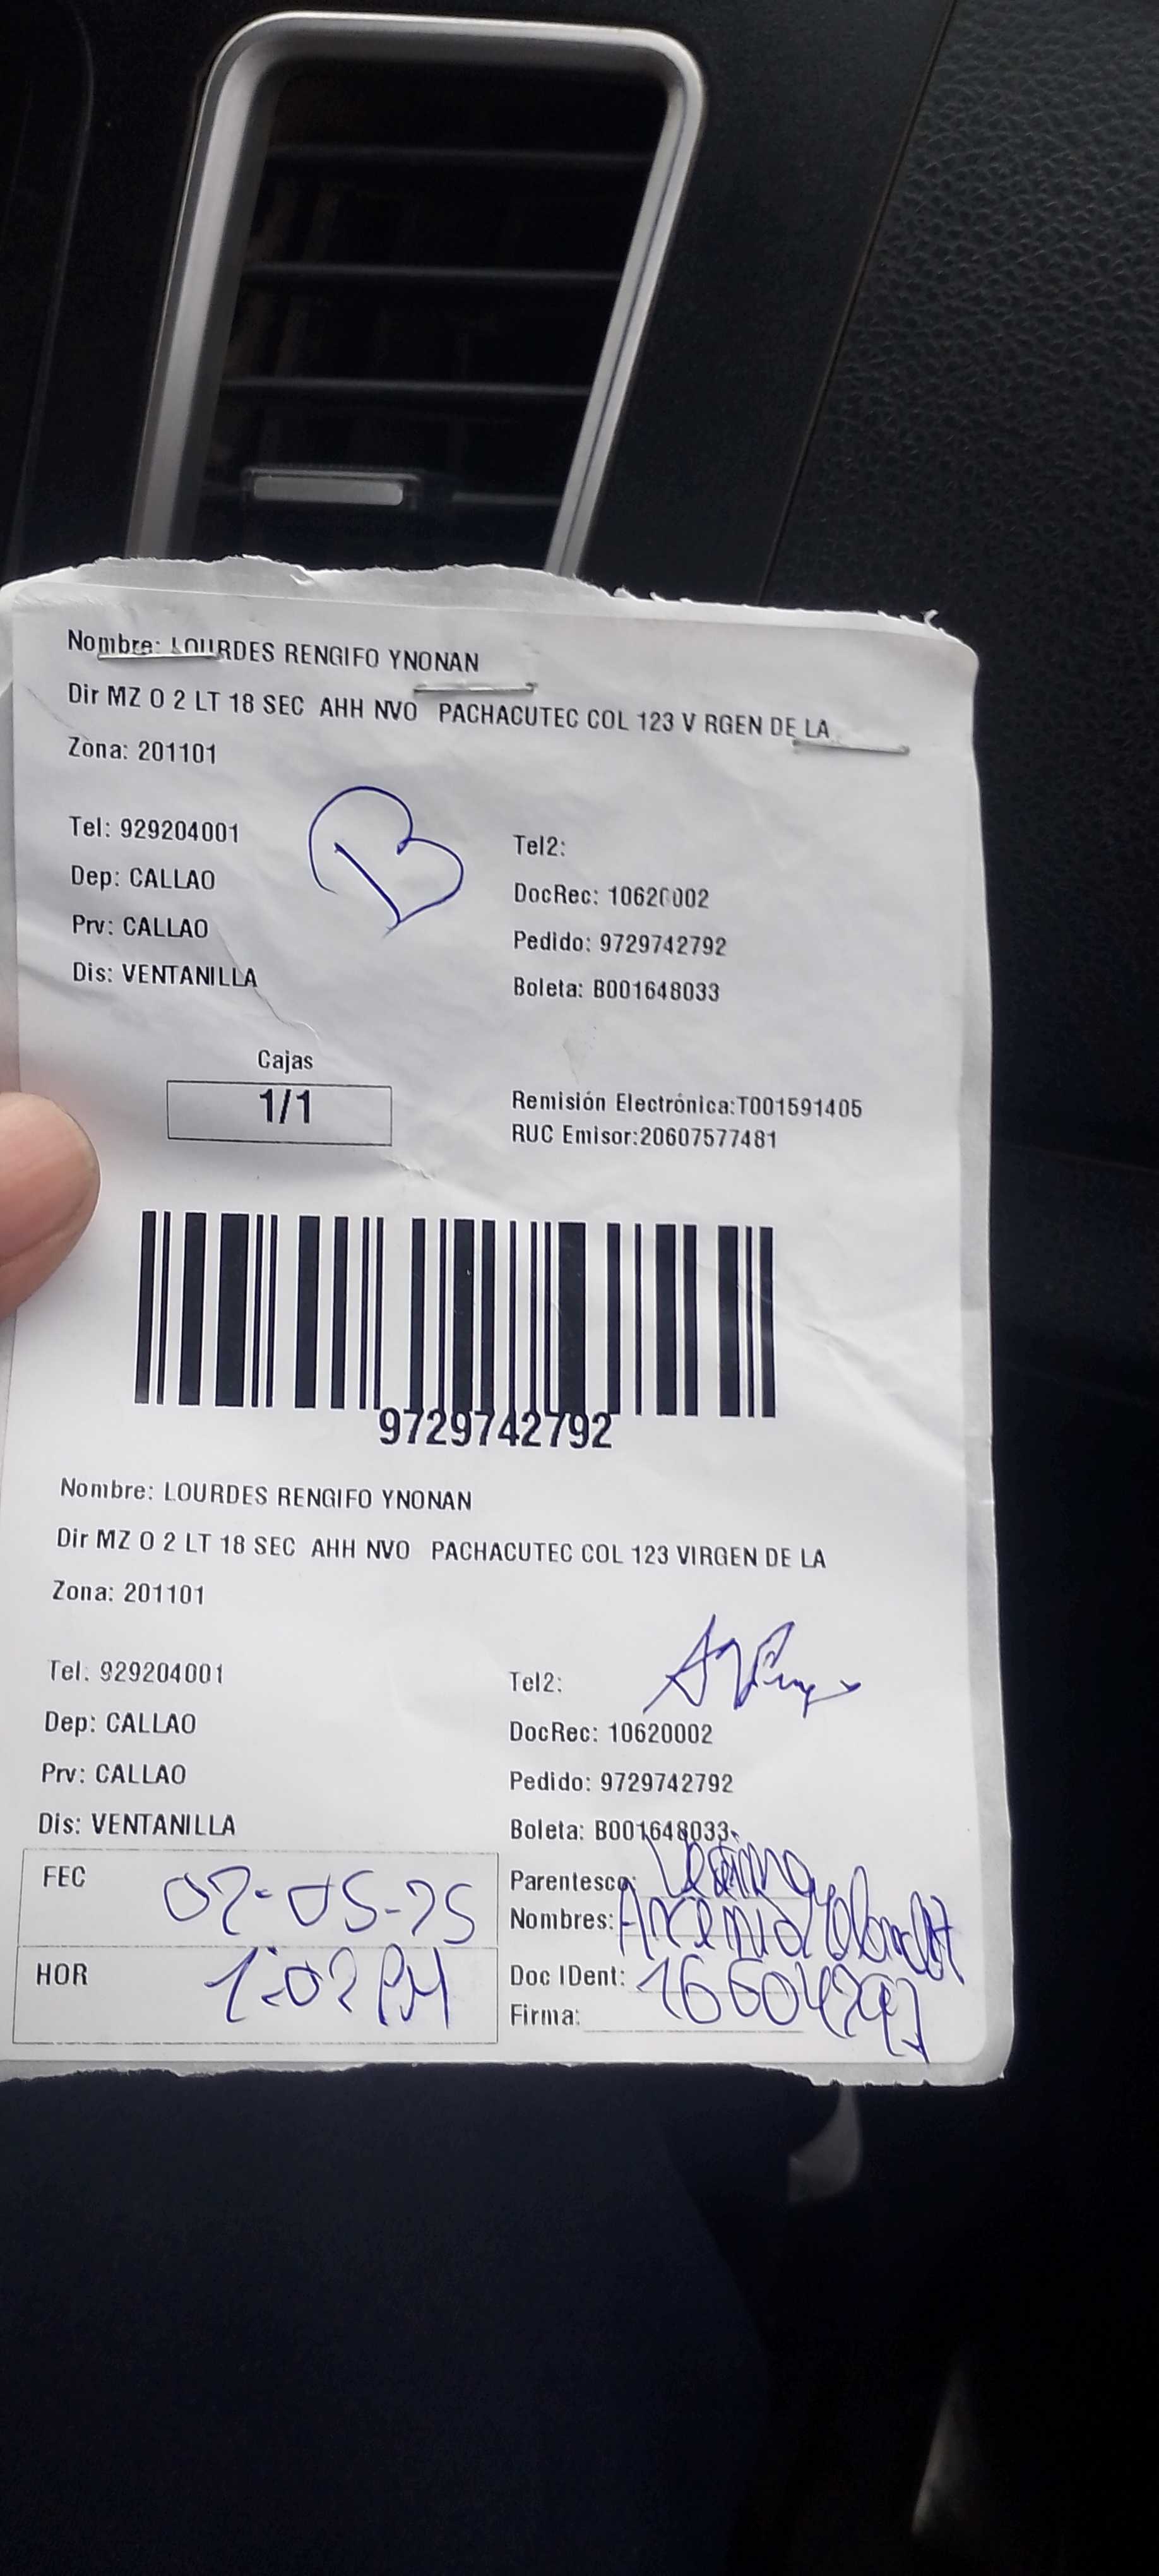 Nombre: LOURDES RENGIFO YNONAN
Dir MZ O 2 LT 18 SEC AHH NVO PACHACUTEC COL 123 V RGEN DE LA
Zona: 201101
Tel: 929204001
Tel2:
Dep: CALLAO
DocRec: 10620002
Prv: CALLAO
Pedido: 9729742792
Dis: VENTANILLA
Boleta: B001648033
Cajas
1/1
Remisión Electrónica:T001591405
RUC Emisor:20607577481
9729742792
Nombre: LOURDES RENGIFO YNONAN
Dir MZ O 2 LT 18 SEC AHH NVO PACHACUTEC COL 123 VIRGEN DE LA
Zona: 201101
Tel: 929204001
Tel2:
Dep: CALLAO
DocRec: 10620002
Prv: CALLAO
Pedido: 9729742792
Dis: VENTANILLA
Boleta: B001648033
FEC 02-05-25
Parentesco:
Nombres:
HOR 1:02 PM
Doc IDent:
Firma: